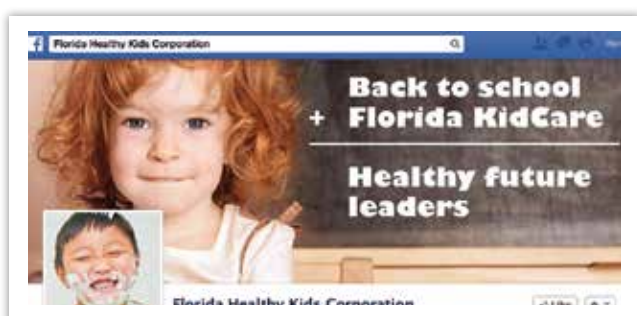 f Florida Healthy Kids Corporation
Back to school
+ Florida KidCare
Healthy future
leaders
Florida Healthy Kids Corporation
Like